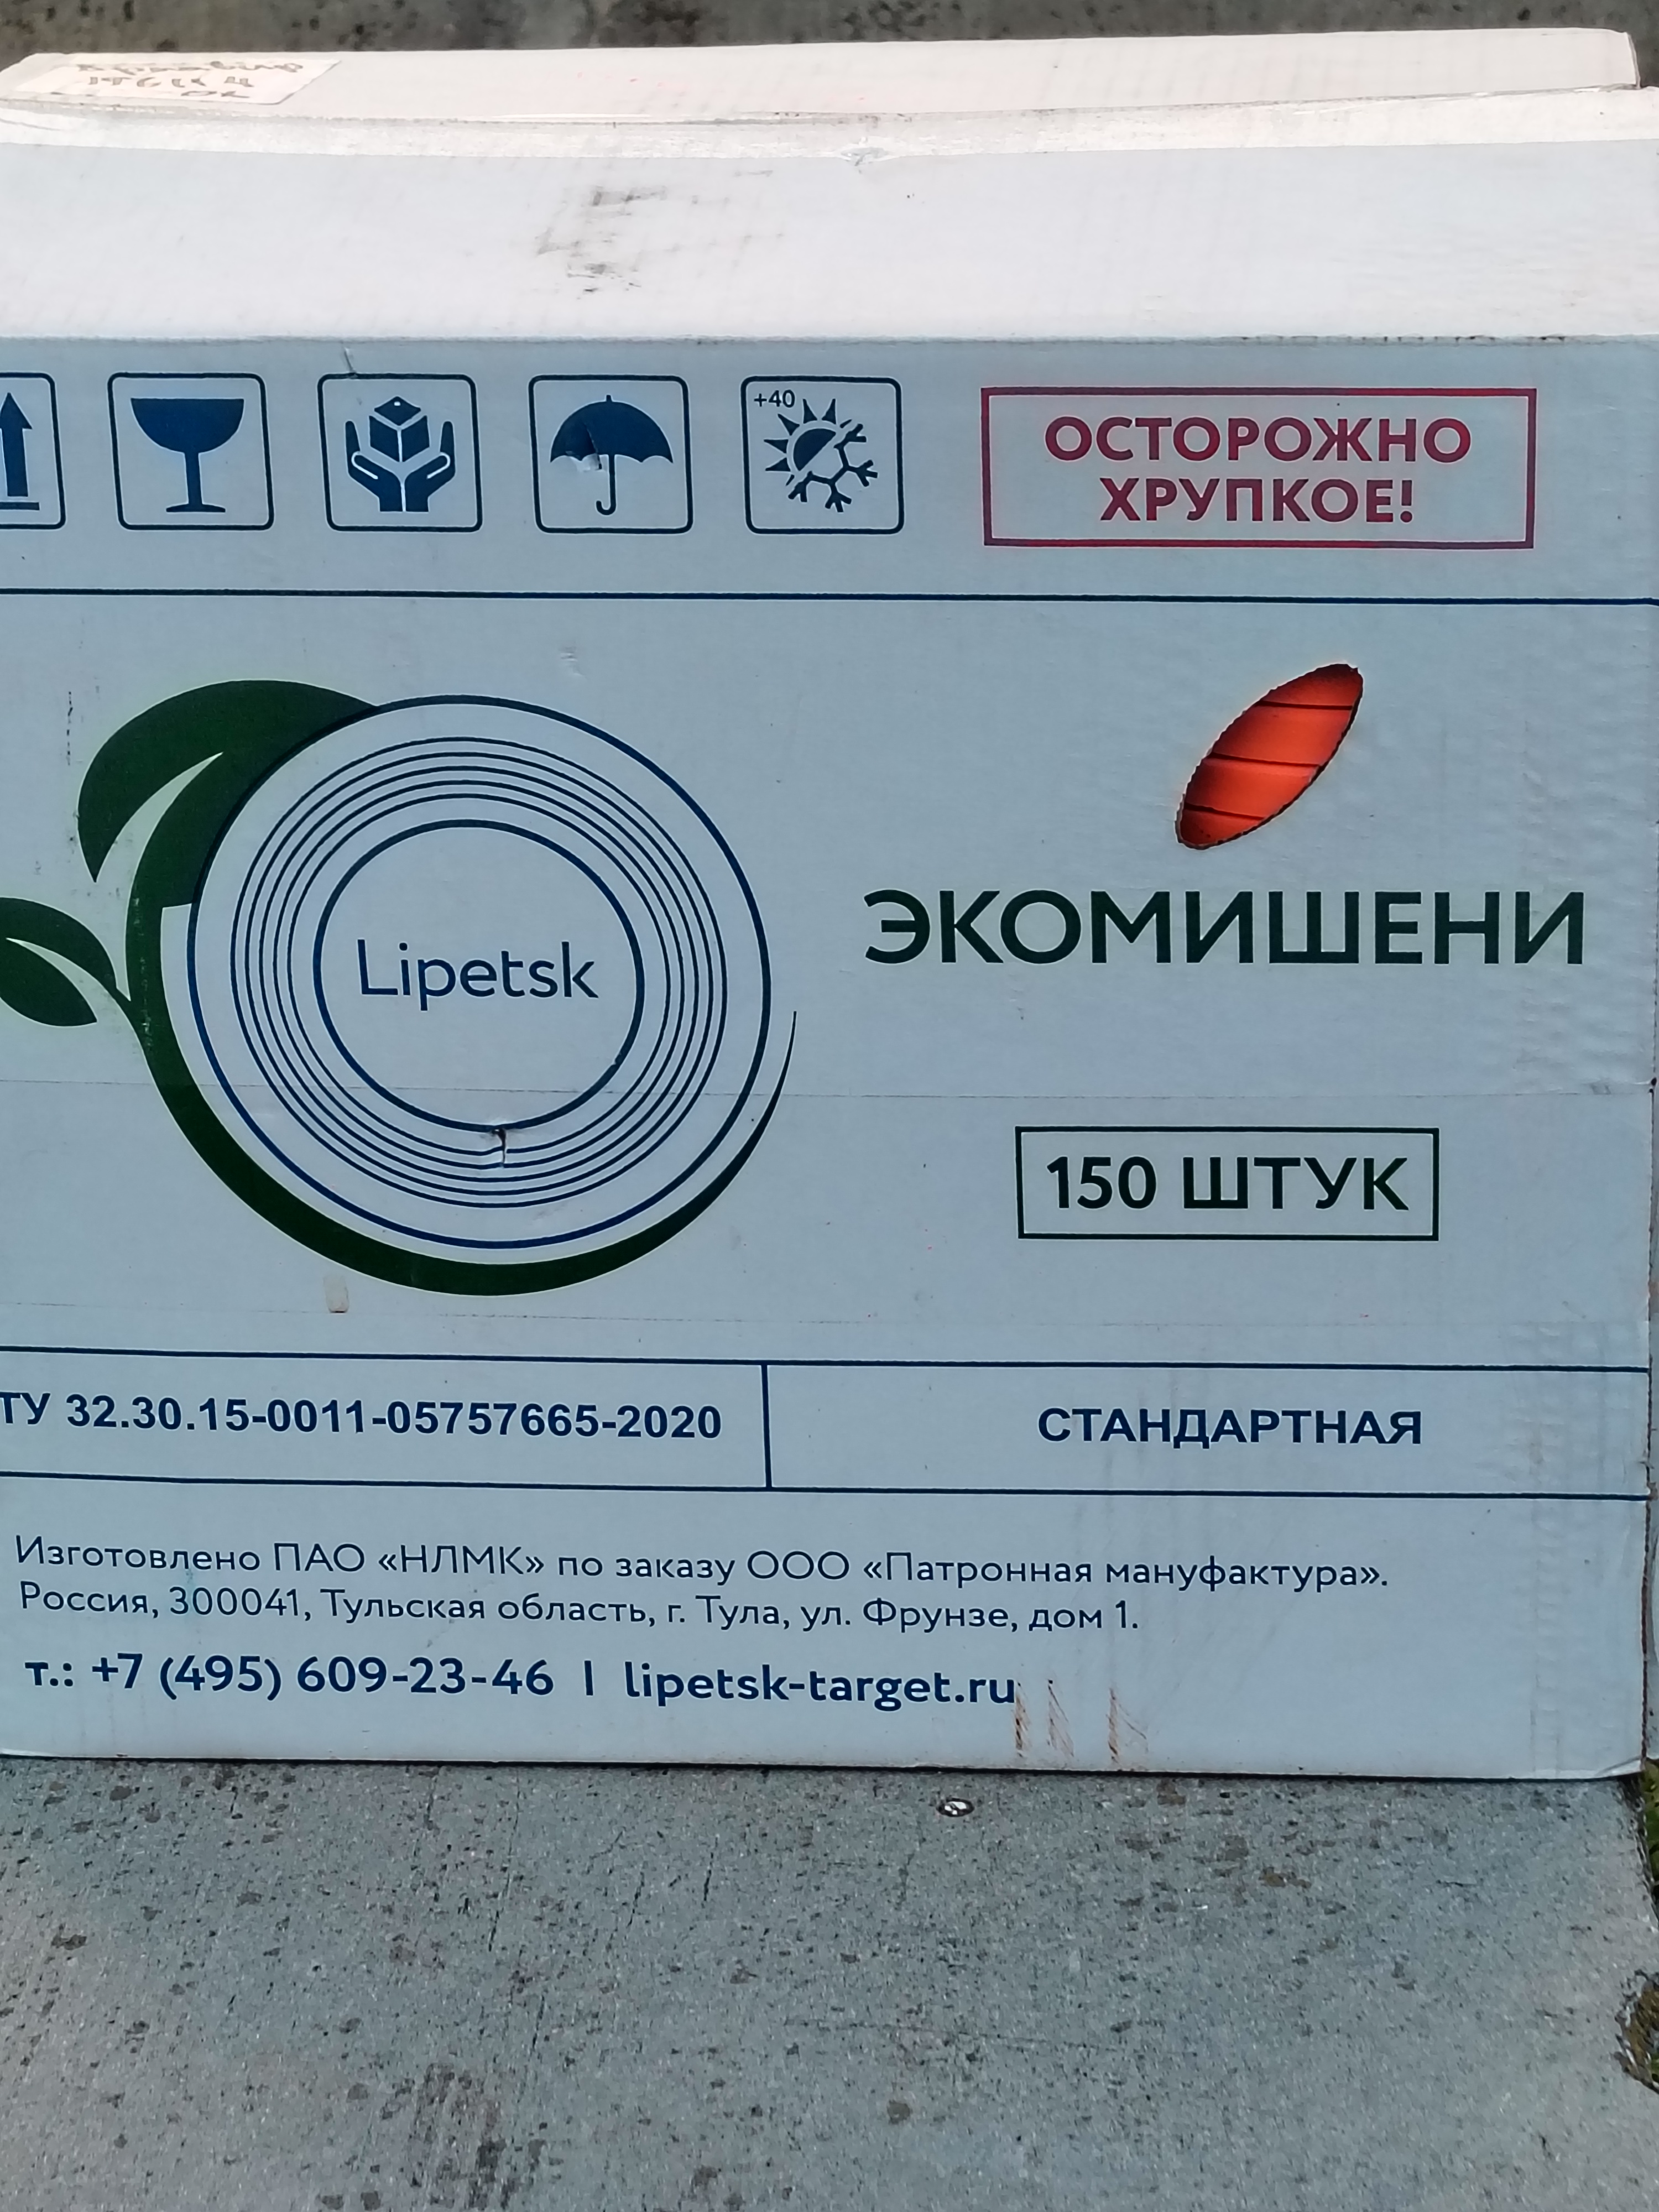 +40
ОСТОРОЖНО
ХРУПКОЕ!
Lipetsk
ЭКОМИШЕНИ
150 ШТУК
ТУ 32.30.15-0011-05757665-2020
СТАНДАРТНАЯ
Изготовлено ПАО «НЛМК» по заказу ООО «Патронная мануфактура».
Россия, 300041, Тульская область, г. Тула, ул. Фрунзе, дом 1.
т.: +7 (495) 609-23-46 | lipetsk-target.ru